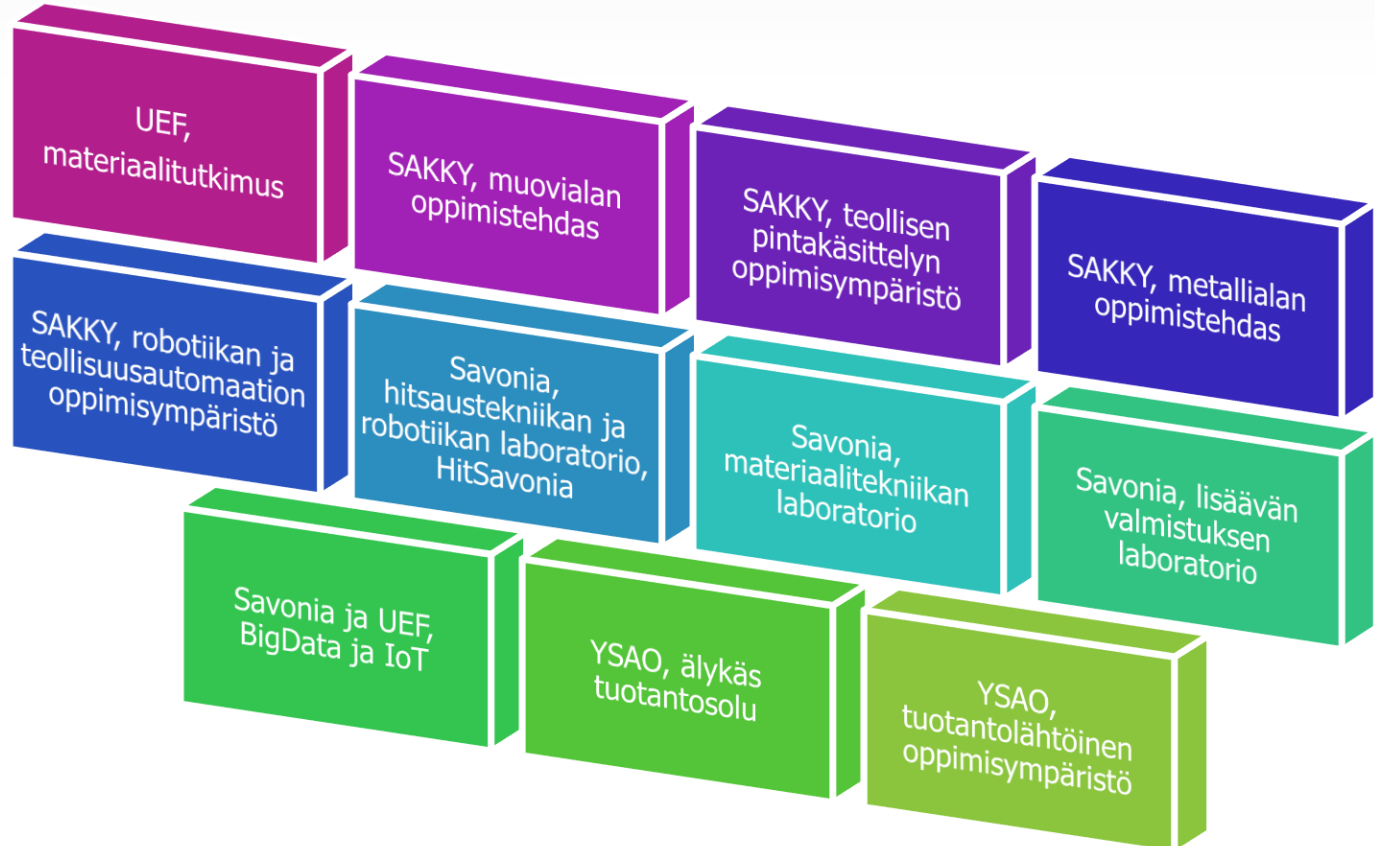 UEF,
materiaalitutkimus
SAKKY, muovialan
oppimistehdas
SAKKY, teollisen
pintakäsittelyn
oppimisympäristö
SAKKY, metallialan
oppimistehdas
SAKKY, robotiikan ja
teollisuusautomaation
oppimisympäristö
Savonia,
hitsaustekniikan ja
robotiikan laboratorio,
HitSavonia
Savonia,
materiaalitekniikan
laboratorio
Savonia, lisäävän
valmistuksen
laboratorio
Savonia ja UEF,
BigData ja IoT
YSAO, älykäs
tuotantosolu
YSAO,
tuotantolähtöinen
oppimisympäristö